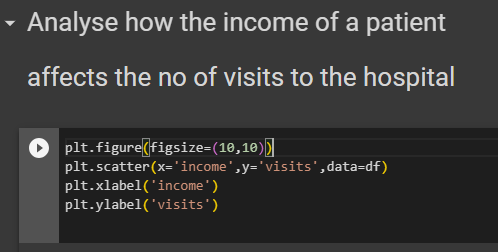 Analyse how the income of a patient
affects the no of visits to the hospital
plt.figure(figsize=(10,10))
plt.scatter(x='income',y='visits',data=df)
plt.xlabel('income')
plt.ylabel('visits')